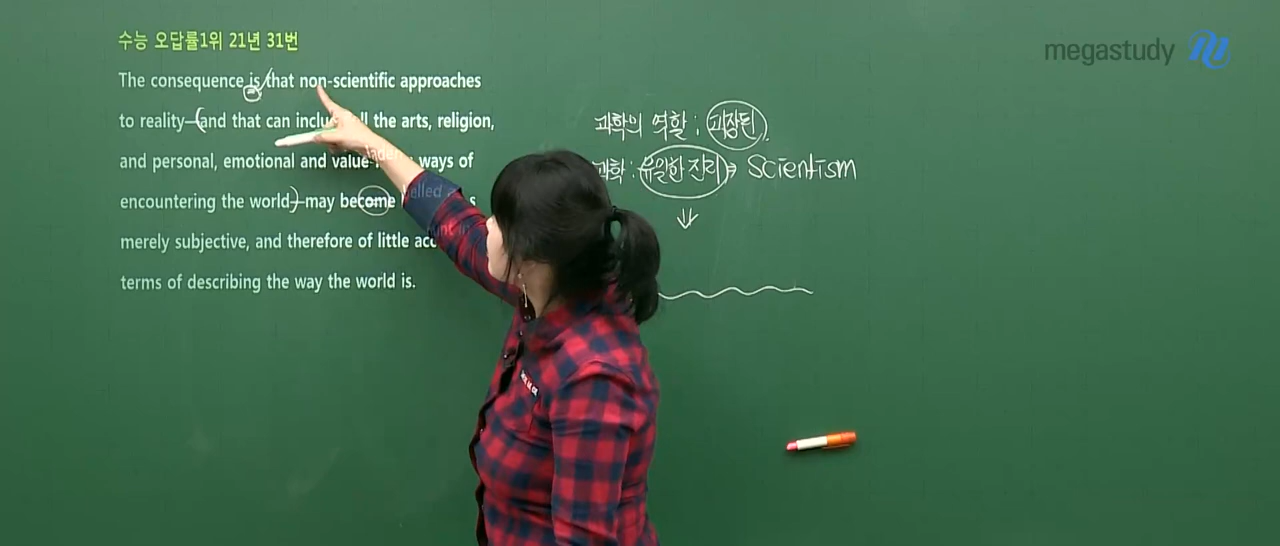 수능 오답률1위 21년 31번
The consequence is that non-scientific approaches
to reality—and that can all the arts, religion,
and personal, emotional and ways of
encountering the world—may become
merely subjective, and therefore of little
terms of describing the way the world is.
megastudy
과학의 역할 : 과장된
과학 : 유일한 진리 ⇒ Scientism